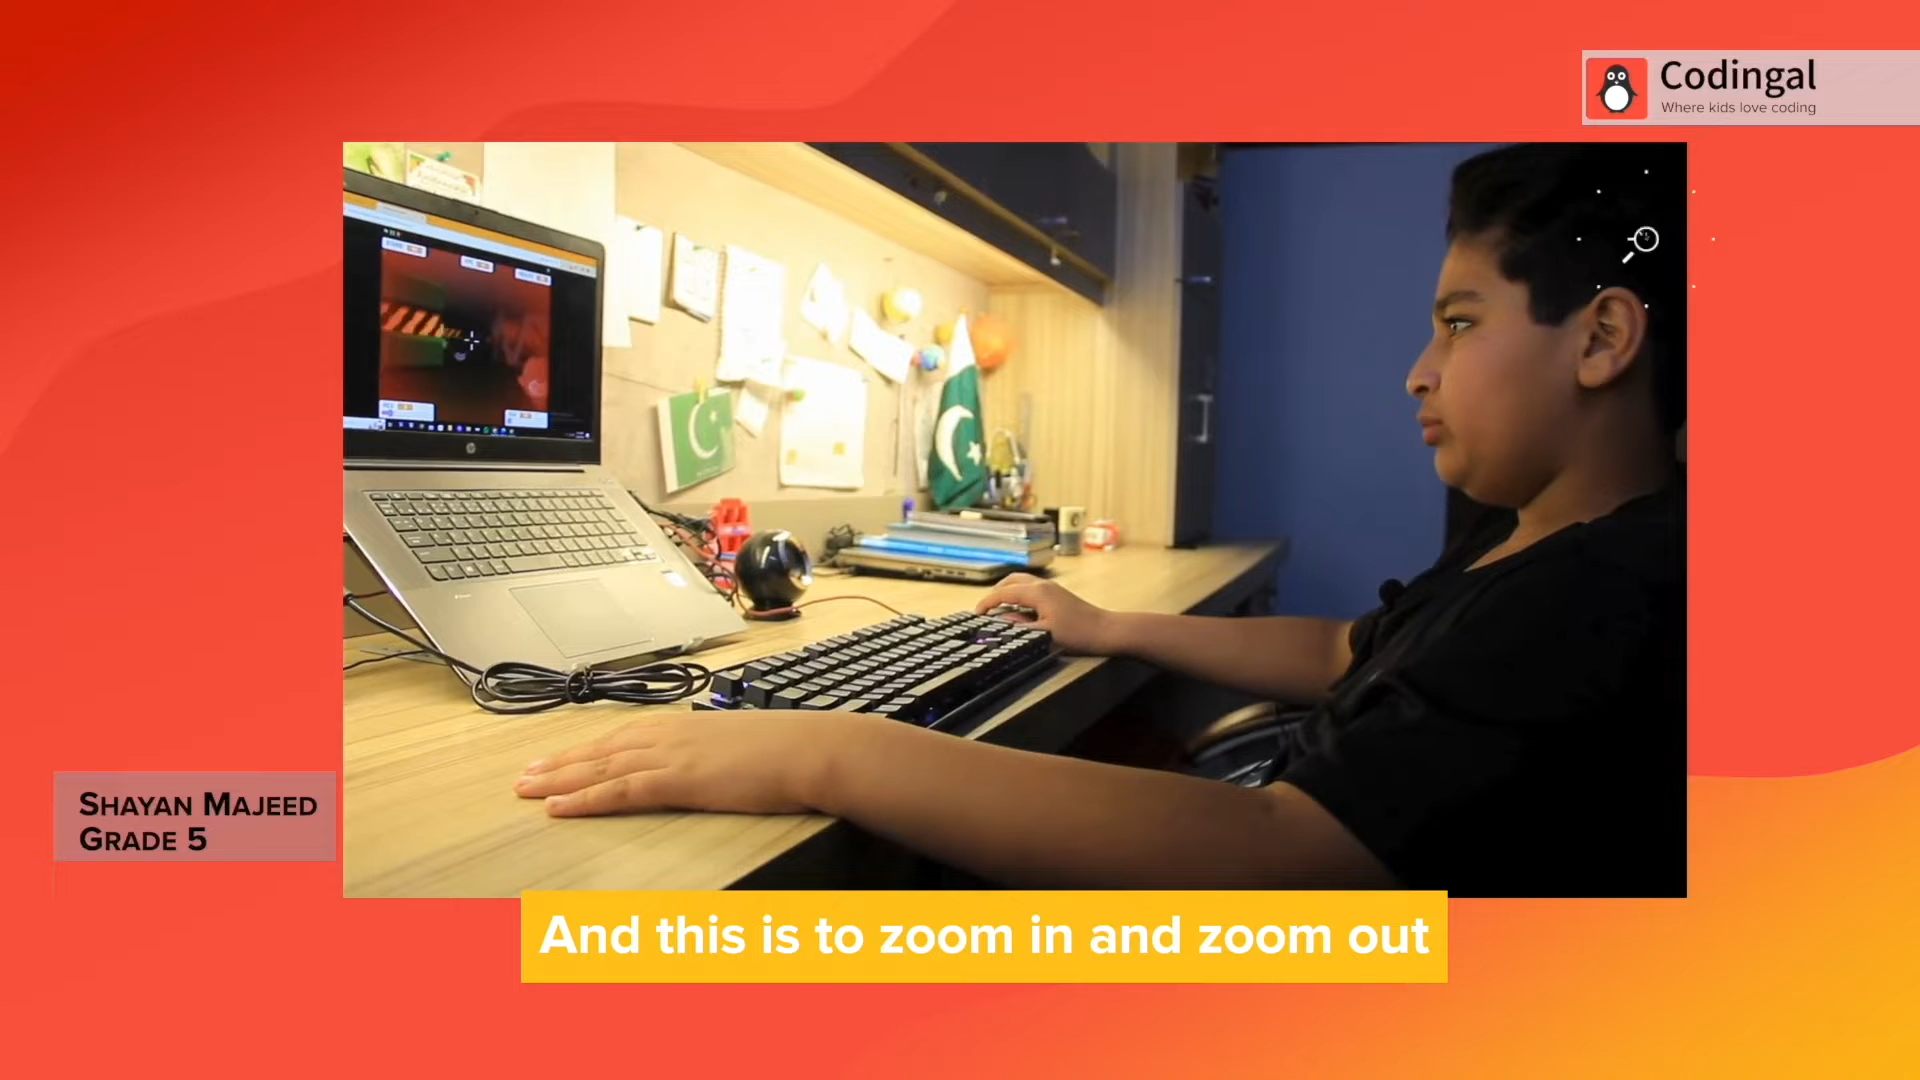 Codingal
Where kids love coding
SHAYAN MAJEED
GRADE 5
And this is to zoom in and zoom out